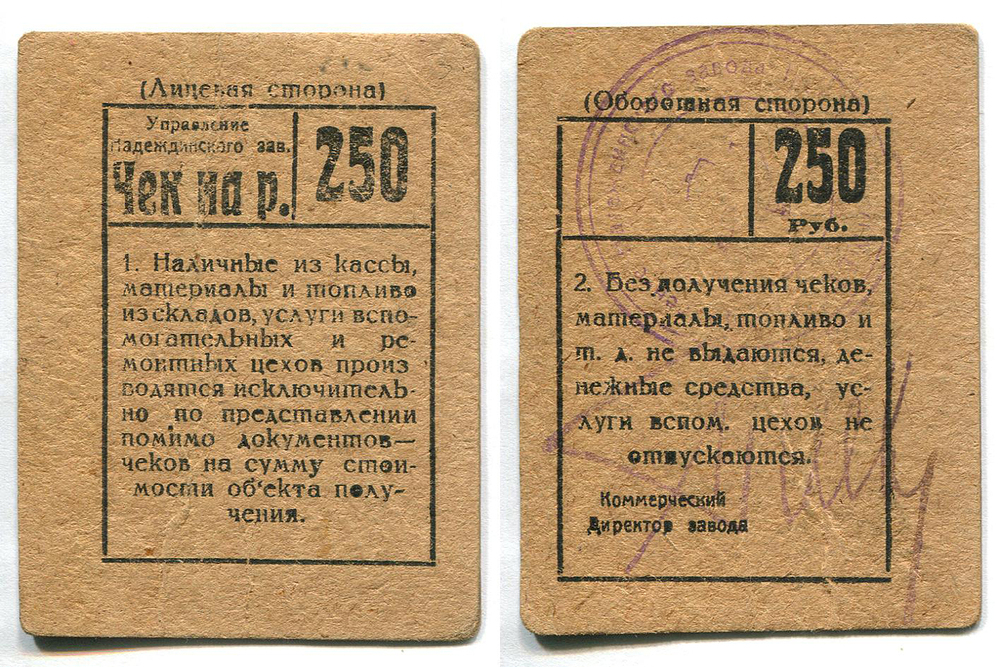 (Лицевая сторона)
Управление
Надеждинского зав.
Чек на р.
250
1. Наличные из кассы,
материалы и топливо
из складов, услуги вспо-
могательных и ре-
монтных цехов произ
водятся исключитель-
но по представлении
помимо документов—
чеков на сумму стои-
мости об‘екта полу-
чения.
(Оборотная сторона)
250
Руб.
2. Без получения чеков,
материалы, топливо и
т. д. не выдаются, де-
нежные средства, ус-
луги вспом. цехов не
отпускаются.
Коммерческий
Директор завода
завода